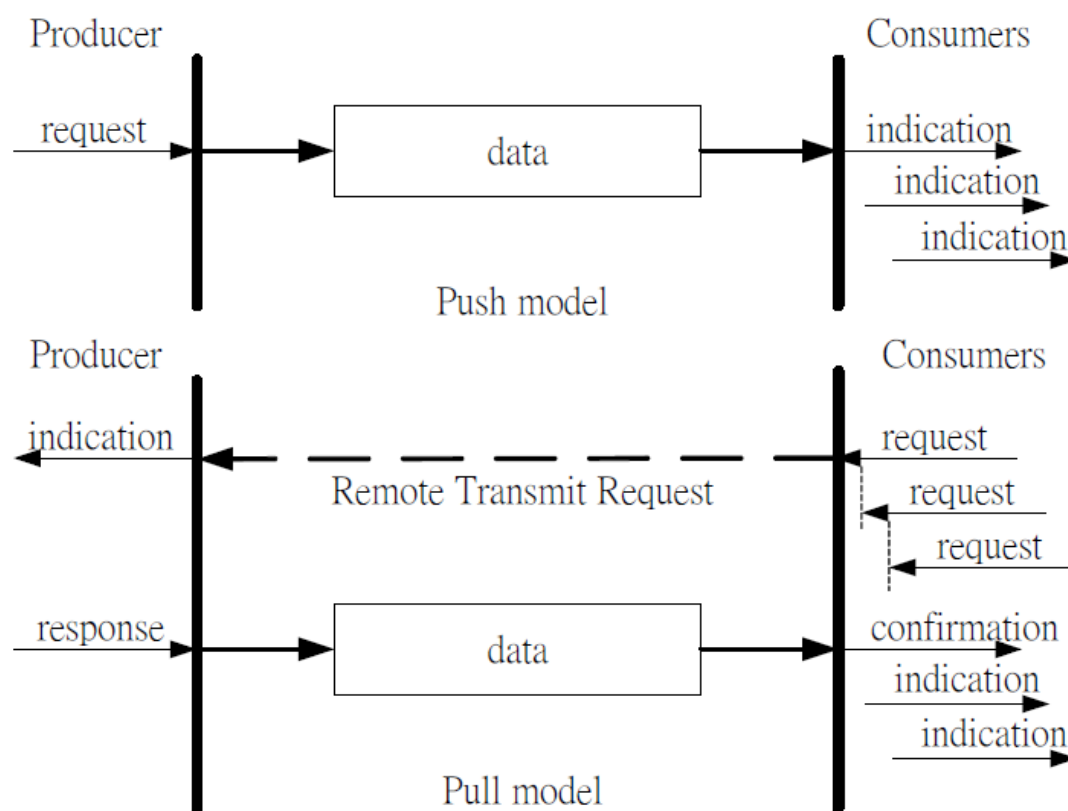 Producer
Consumers
request
data
indication
indication
indication
Push model
Producer
Consumers
indication
request
Remote Transmit Request
request
request
response
data
confirmation
indication
indication
Pull model